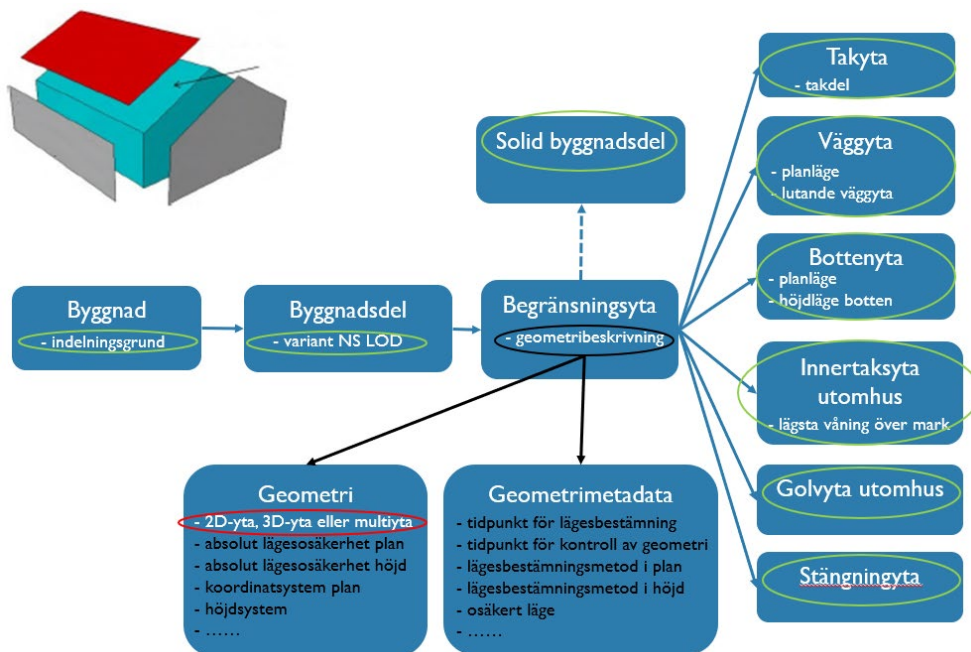 Takyta
- takdel
Solid byggnadsdel
Väggyta
- planläge
- lutande väggyta
Bottenyta
- planläge
- höjdläge botten
Byggnad
- indelningsgrund
Byggnadsdel
- variant NS LOD
Begränsningsyta
- geometribeskrivning
Innertaksyta
utomhus
- lägsta våning över mark
Golvyta utomhus
Stängningyta
Geometri
- 2D-yta, 3D-yta eller multiyta
- absolut lägesosäkerhet plan
- absolut lägesosäkerhet höjd
- koordinatsystem plan
- höjdsystem
- ......
Geometrimetadata
- tidpunkt för lägesbestämning
- tidpunkt för kontroll av geometri
- lägesbestämningsmetod i plan
- lägesbestämningsmetod i höjd
- osäkert läge
- ......